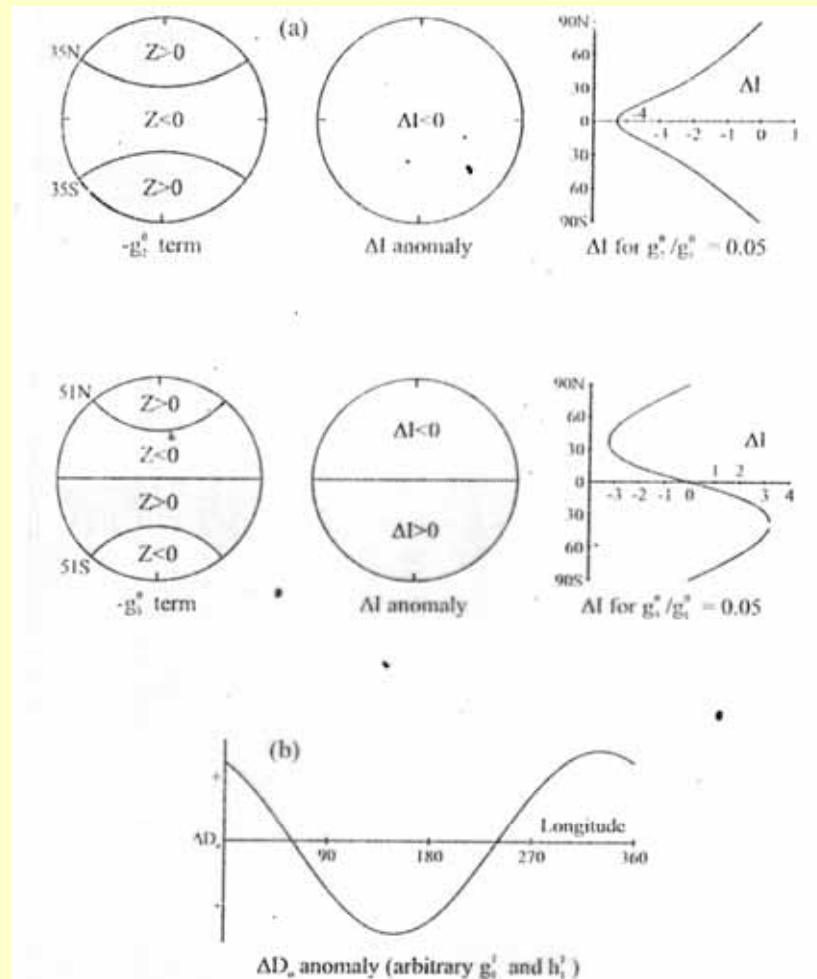 (a)
35N
Z>0
Z<0
Z>0
35S
-g₂⁰ term
ΔI<0
ΔI anomaly
90N
60
30
0
30
60
90S
ΔI
-4
-3 -2 -1 0 1
ΔI for g₂⁰/g₁⁰ = 0.05
51N
Z>0
Z<0
Z>0
Z<0
51S
-g₃⁰ term
ΔI<0
ΔI>0
ΔI anomaly
90N
60
30
0
30
60
90S
ΔI
1 2
-3 -2 -1 0 3 4
ΔI for g₃⁰/g₁⁰ = 0.05
(b)
+
ΔD
+
Longitude
90 180 270 360
ΔD anomaly (arbitrary and )